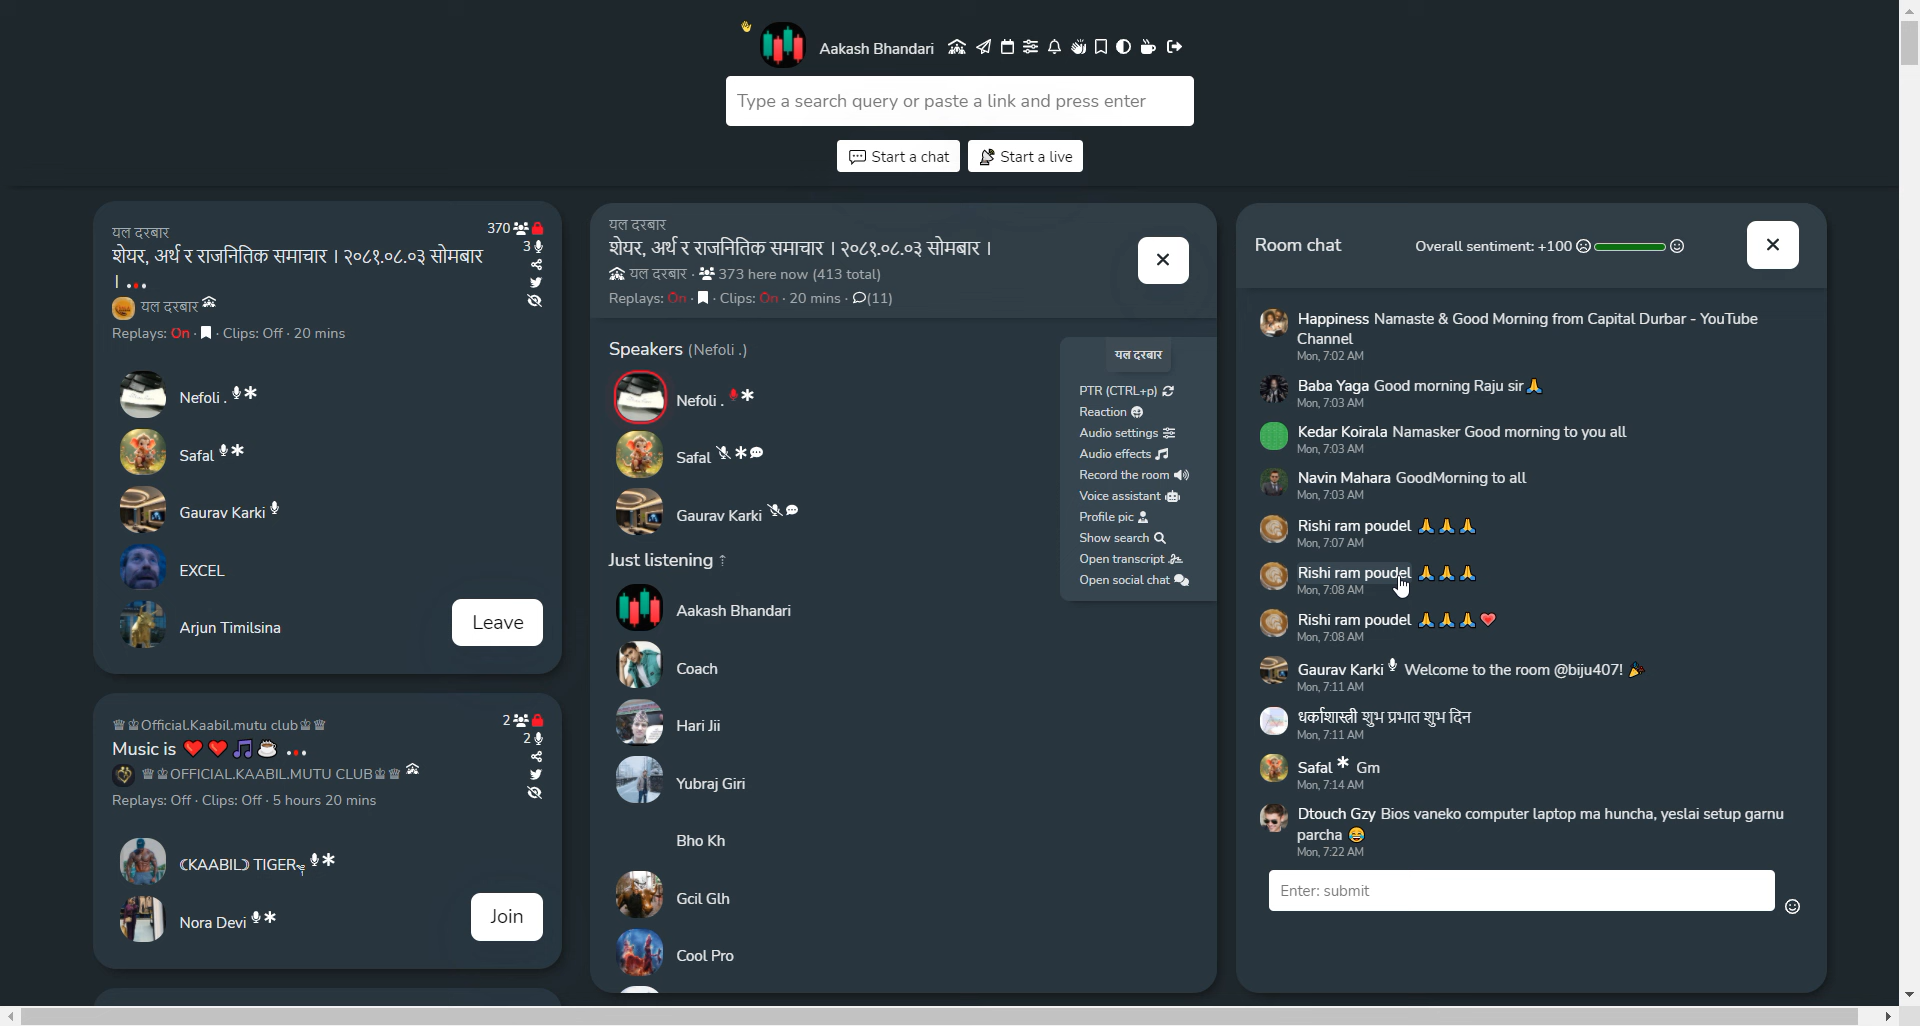 Aakash Bhandari
Type a search query or paste a link and press enter
Start a chat
Start a live
यल दरबार
370
शेयर, अर्थ र राजनितिक समाचार । २०८१.०८.०३ सोमबार
। ...
3
यल दरबार
Replays: On · Clips: Off · 20 mins
Nefoli .
Safal
Gaurav Karki
EXCEL
Arjun Timilsina
Leave
♕♔Official.Kaabil.mutu club♔♕
2
Music is ❤️ ❤️ 🎵 ☕ ...
2
♕♔OFFICIAL.KAABIL.MUTU CLUB♔♕
Replays: Off · Clips: Off · 5 hours 20 mins
☾KAABIL☽ TIGER
Nora Devi
Join
यल दरबार
शेयर, अर्थ र राजनितिक समाचार । २०८१.०८.०३ सोमबार ।
यल दरबार · 373 here now (413 total)
Replays: On · Clips: On · 20 mins · (11)
Speakers (Nefoli .)
Nefoli .
Safal
Gaurav Karki
Just listening ↑
Aakash Bhandari
Coach
Hari Jii
Yubraj Giri
Bho Kh
Gcil Glh
Cool Pro
यल दरबार
PTR (CTRL+p)
Reaction
Audio settings
Audio effects
Record the room
Voice assistant
Profile pic
Show search
Open transcript
Open social chat
Room chat
Overall sentiment: +100
Happiness Namaste & Good Morning from Capital Durbar - YouTube
Channel
Mon, 7:02 AM
Baba Yaga Good morning Raju sir🙏
Mon, 7:03 AM
Kedar Koirala Namasker Good morning to you all
Mon, 7:03 AM
Navin Mahara GoodMorning to all
Mon, 7:03 AM
Rishi ram poudel 🙏🙏🙏
Mon, 7:07 AM
Rishi ram poudel 🙏🙏🙏
Mon, 7:08 AM
Rishi ram poudel 🙏🙏🙏❤️
Mon, 7:08 AM
Gaurav Karki Welcome to the room @biju407! 🎉
Mon, 7:11 AM
धर्काशास्त्री शुभ प्रभात शुभ दिन
Mon, 7:11 AM
Safal * Gm
Mon, 7:14 AM
Dtouch Gzy Bios vaneko computer laptop ma huncha, yeslai setup garnu
parcha 😂
Mon, 7:22 AM
Enter: submit